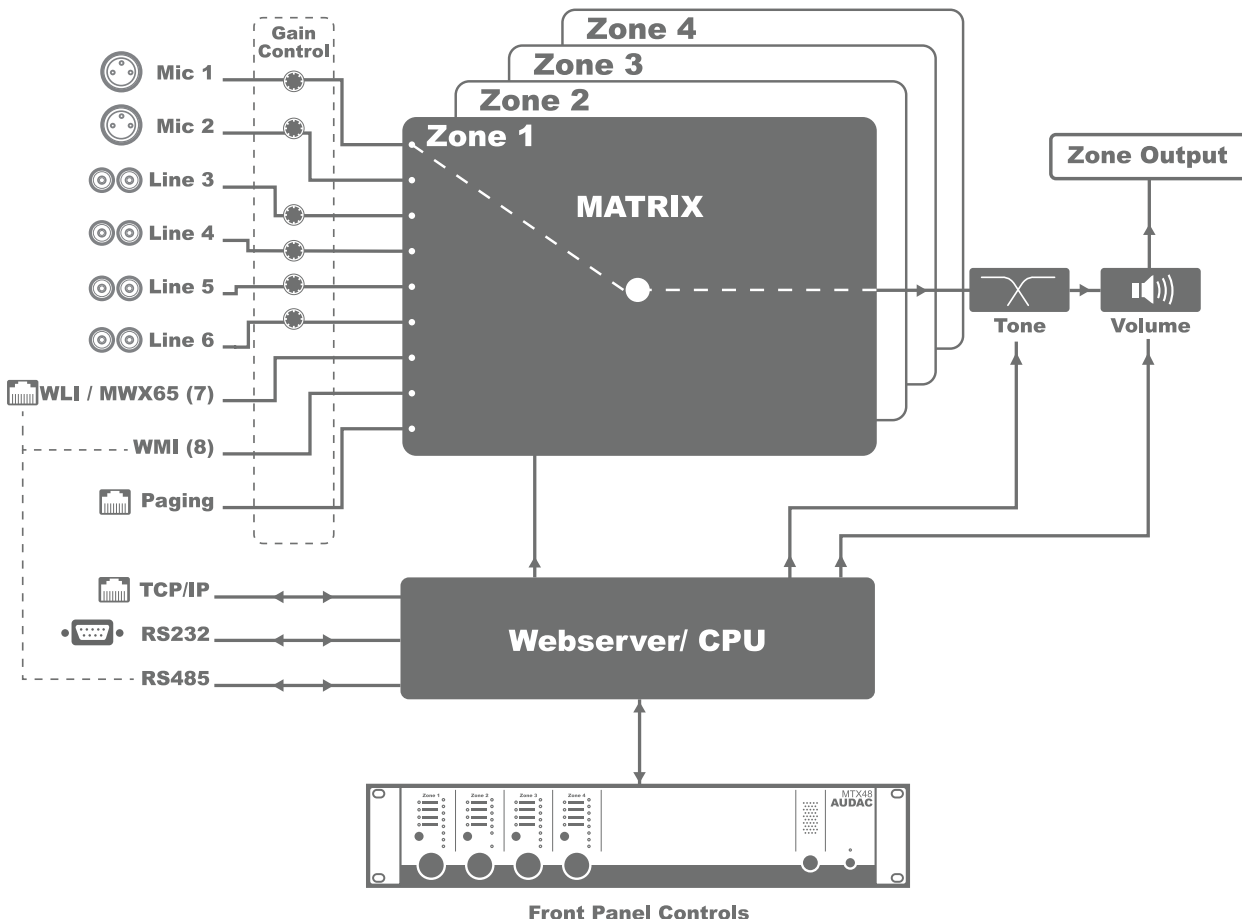 Gain
Control
Mic 1
Mic 2
Line 3
Line 4
Line 5
Line 6
WLI / MWX65 (7)
WMI (8)
Paging
TCP/IP
RS232
RS485
Zone 4
Zone 3
Zone 2
Zone 1
MATRIX
Zone Output
Tone
Volume
Webserver/ CPU
Zone 1
Zone 2
Zone 3
Zone 4
MTX48
AUDAC
Front Panel Controls